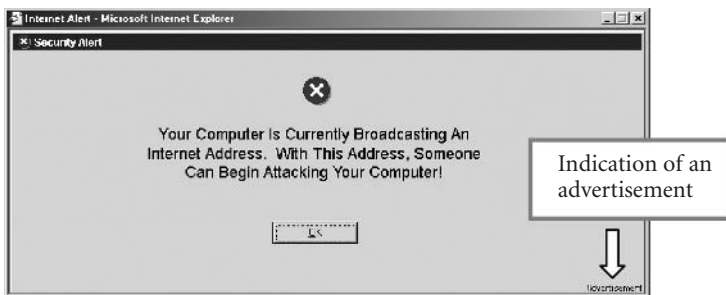 Internet Alert - Microsoft Internet Explorer
Security Alert
Your Computer Is Currently Broadcasting An
Internet Address. With This Address, Someone
Can Begin Attacking Your Computer!
Indication of an
advertisement
Advertisement